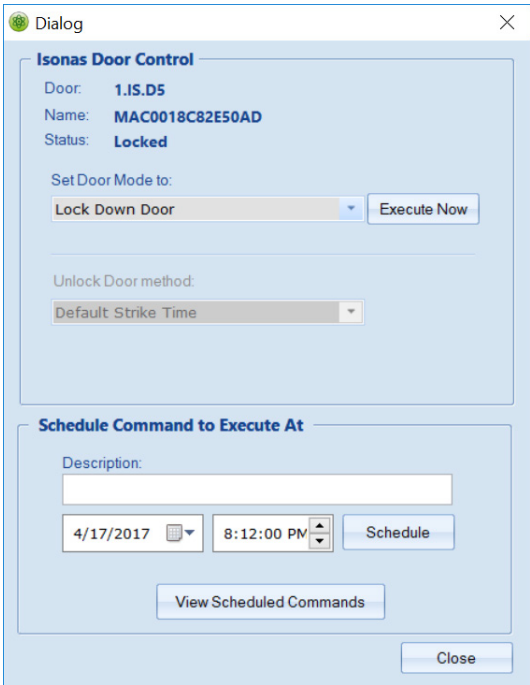 Dialog
Isonas Door Control
Door: 1.IS.D5
Name: MAC0018C82E50AD
Status: Locked
Set Door Mode to:
Lock Down Door Execute Now
Unlock Door method:
Default Strike Time
Schedule Command to Execute At
Description:
4/17/2017 8:12:00 PM Schedule
View Scheduled Commands
Close